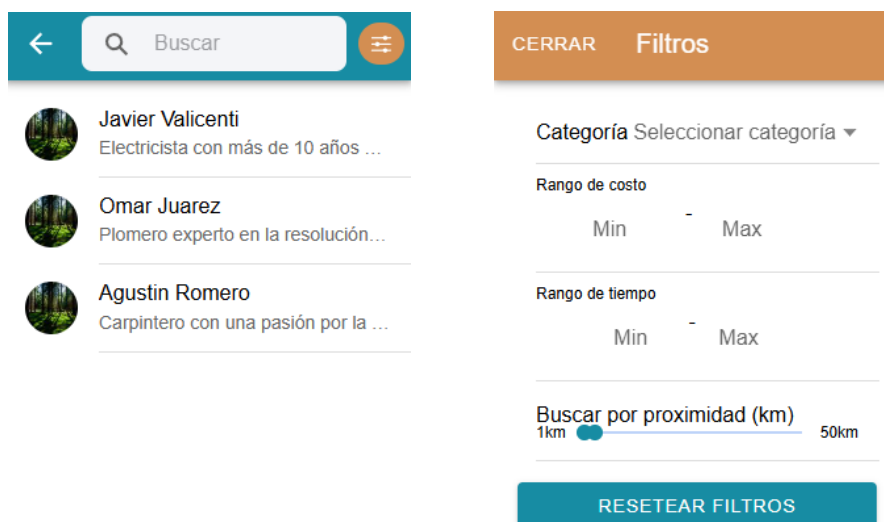 Buscar
Javier Valicenti
Electricista con más de 10 años ...
Omar Juarez
Plomero experto en la resolución...
Agustin Romero
Carpintero con una pasión por la ...
CERRAR Filtros
Categoría Seleccionar categoría
Rango de costo
Min - Max
Rango de tiempo
Min - Max
Buscar por proximidad (km)
1km 50km
RESETEAR FILTROS